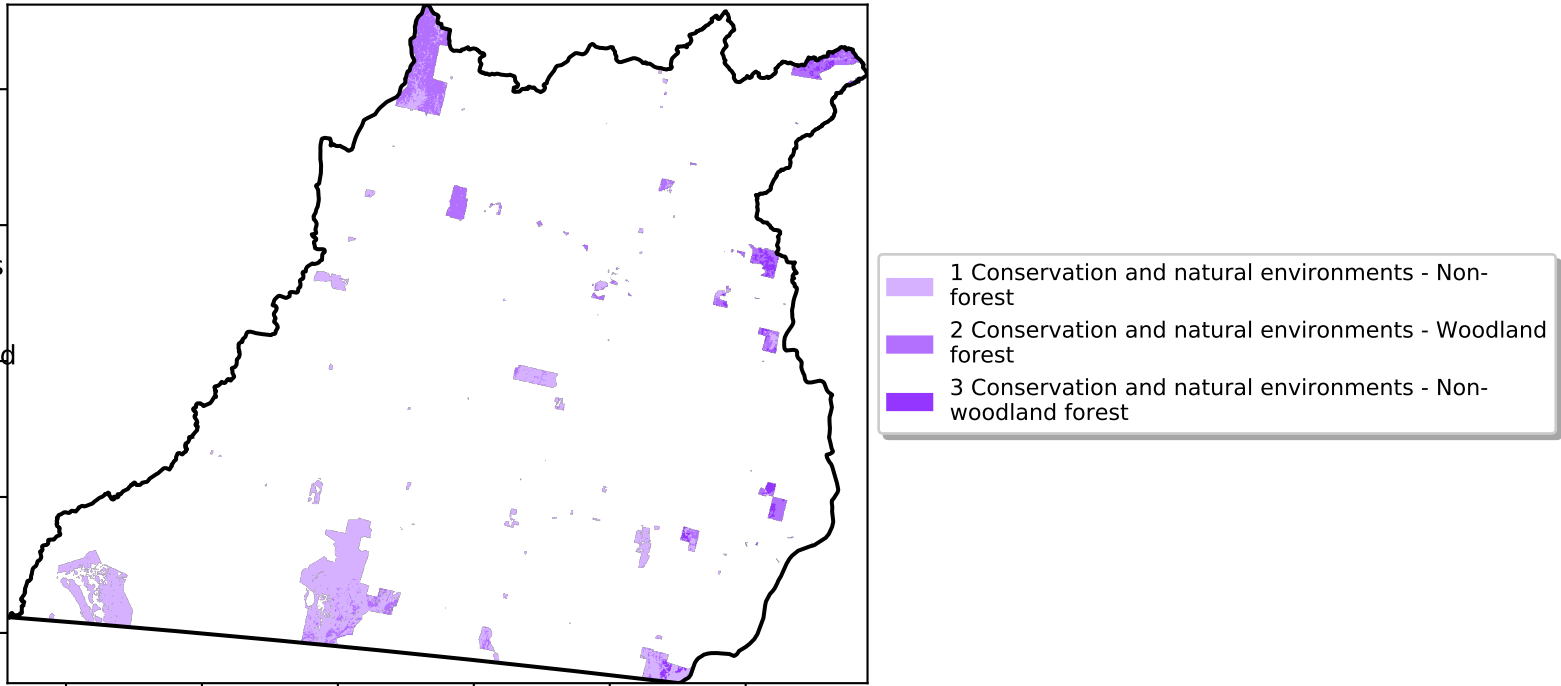 s
d
1 Conservation and natural environments - Non-
forest
2 Conservation and natural environments - Woodland
forest
3 Conservation and natural environments - Non-
woodland forest